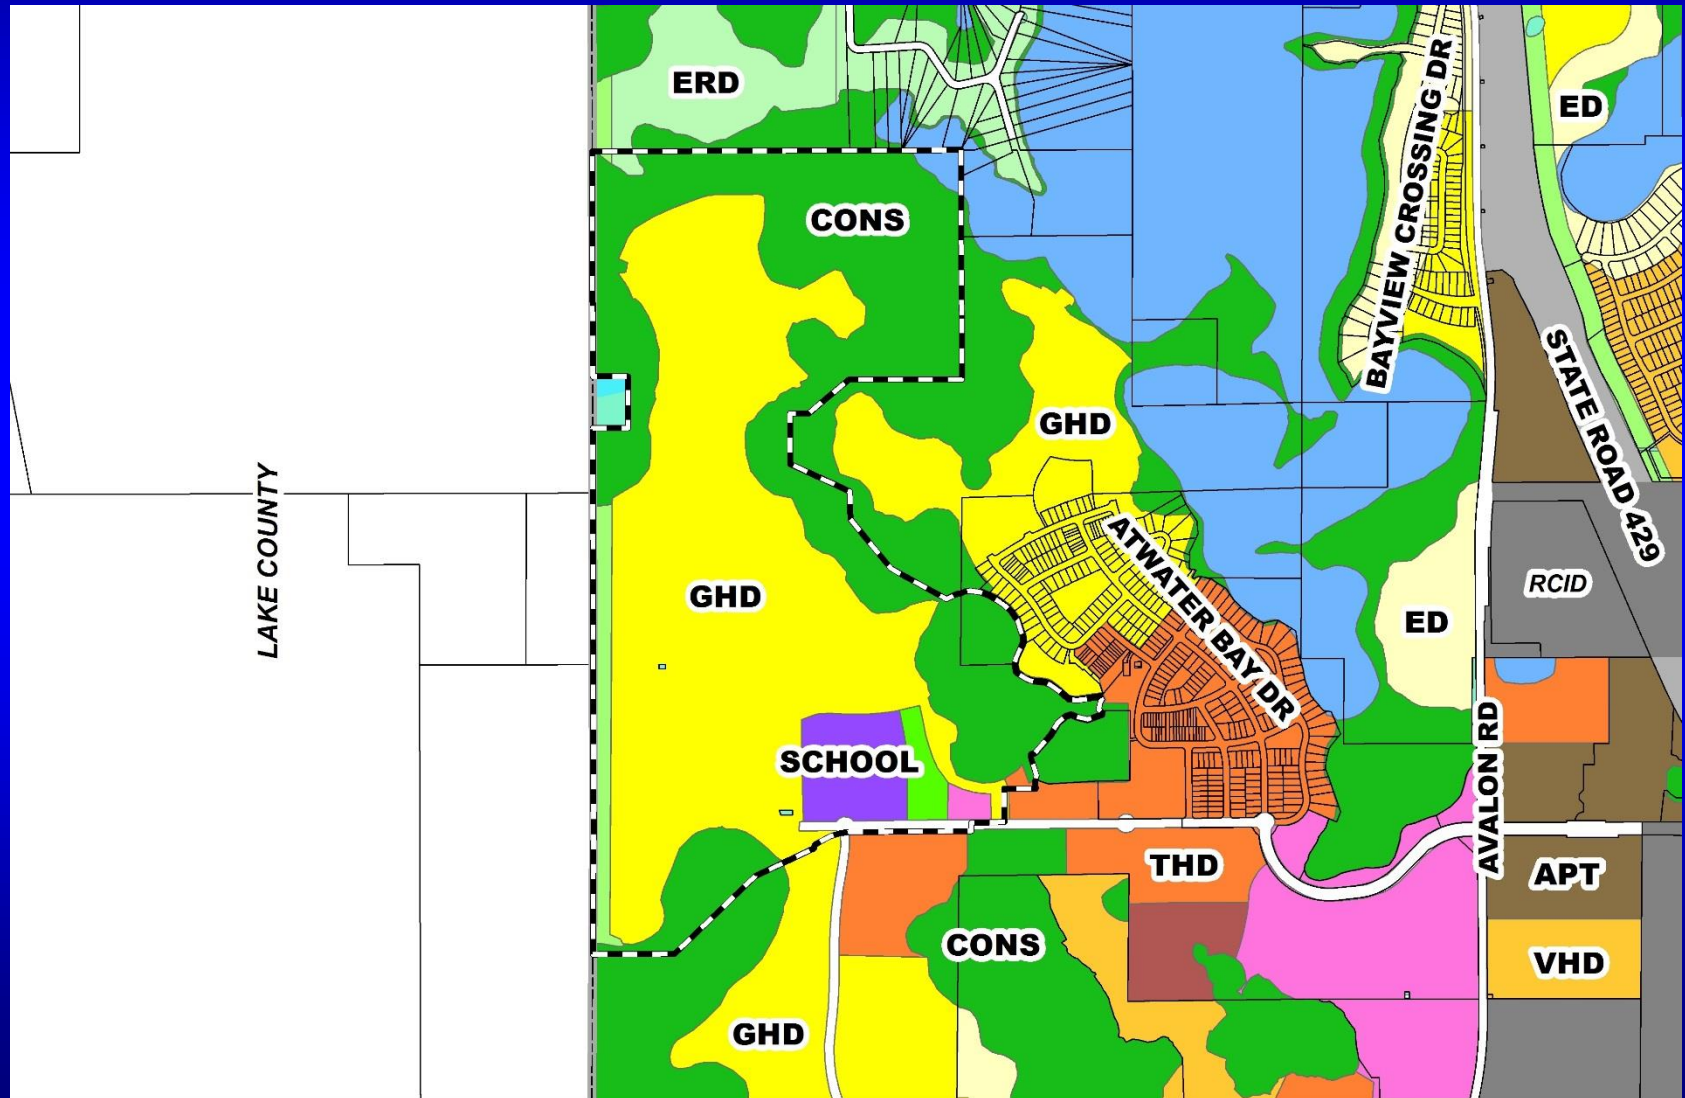 ERD
ED
CONS
BAYVIEW CROSSING DR
GHD
STATE ROAD 429
LAKE COUNTY
ATWATER BAY DR
GHD
RCID
ED
SCHOOL
AVALON RD
THD
APT
CONS
VHD
GHD